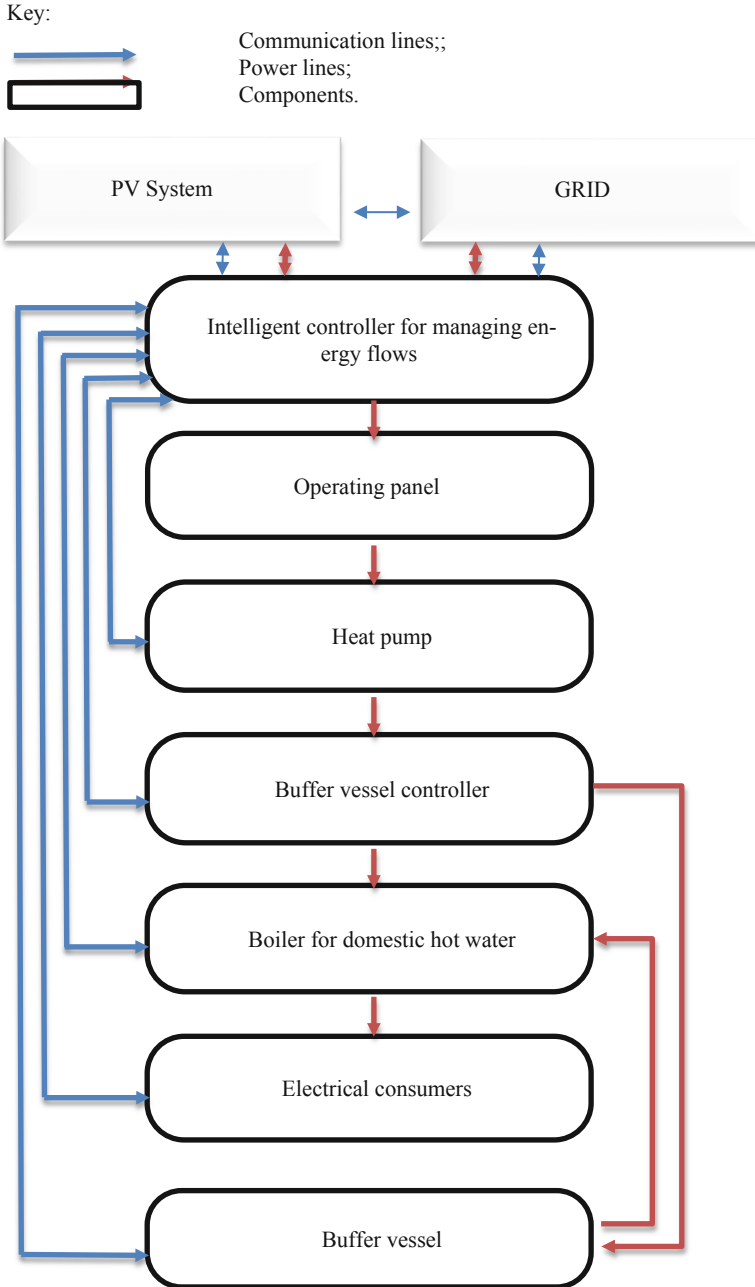 Key:
Communication lines;;
Power lines;
Components.
PV System
GRID
Intelligent controller for managing en-
ergy flows
Operating panel
Heat pump
Buffer vessel controller
Boiler for domestic hot water
Electrical consumers
Buffer vessel